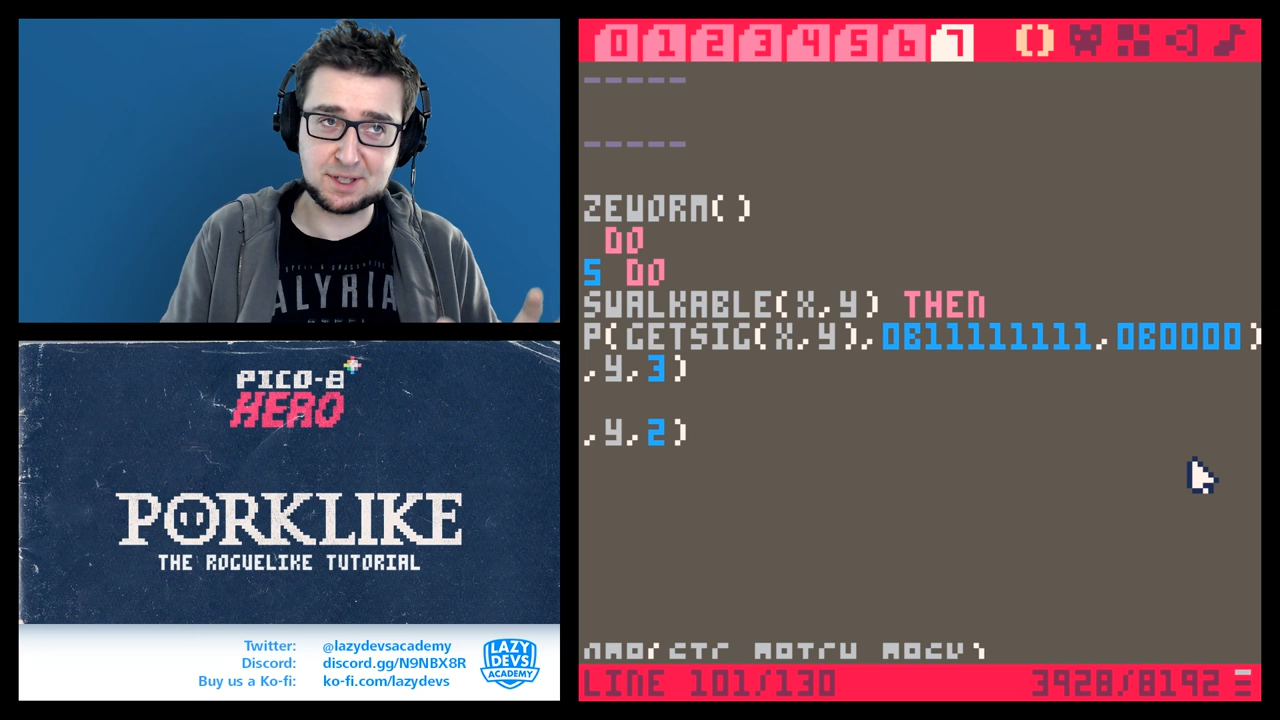 ALYRIA
PICO-8
HERO
PORKLIKE
THE ROGUELIKE TUTORIAL
Twitter: @lazydevsacademy
Discord: discord.gg/N9NBX8R
Buy us a Ko-fi: ko-fi.com/lazydevs
LAZY
DEVS
ACADEMY
0 1 2 3 4 5 6 7 ()
-----
-----
ZEWORM()
DO
5 DO
SWALKABLE(X,Y) THEN
P(GETSIG(X,Y),0B11111111,0B0000)
,Y,3)
,Y,2)
LINE 101/130 3928/8192